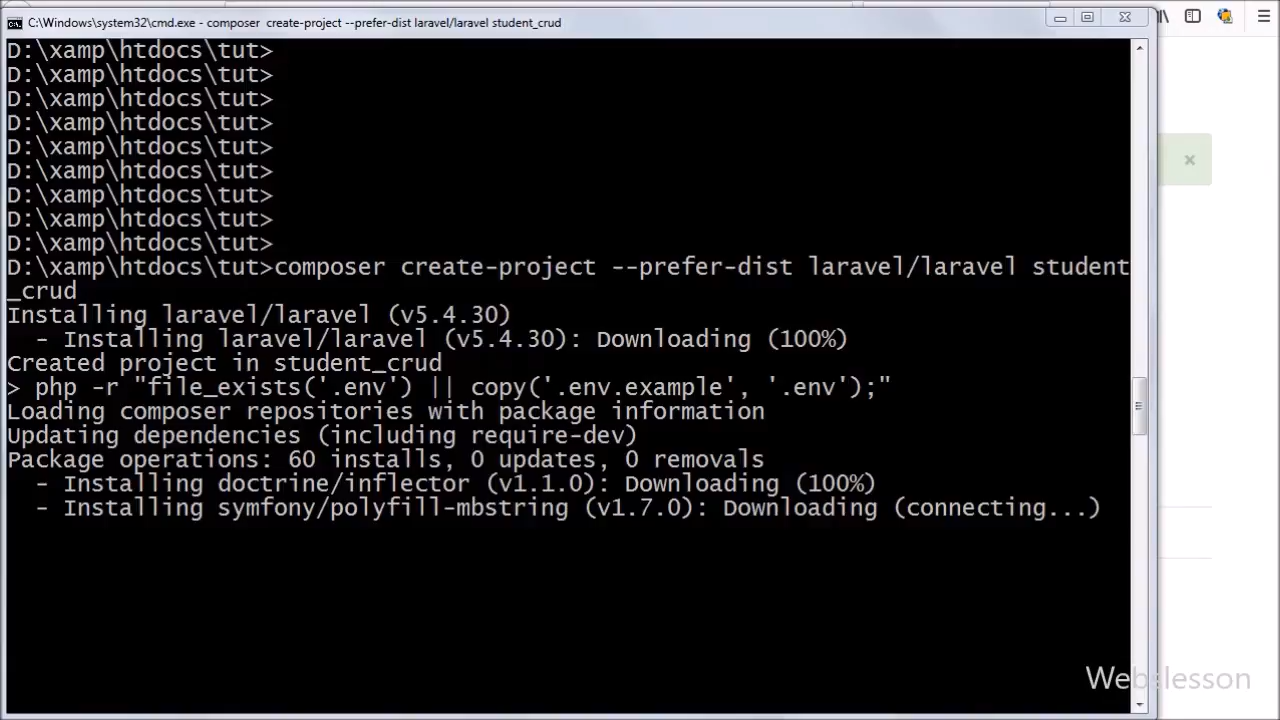 C:\Windows\system32\cmd.exe - composer  create-project --prefer-dist laravel/laravel student_crud
D:\xamp\htdocs\tut>
D:\xamp\htdocs\tut>
D:\xamp\htdocs\tut>
D:\xamp\htdocs\tut>
D:\xamp\htdocs\tut>
D:\xamp\htdocs\tut>
D:\xamp\htdocs\tut>
D:\xamp\htdocs\tut>
D:\xamp\htdocs\tut>
D:\xamp\htdocs\tut>composer create-project --prefer-dist laravel/laravel student
_crud
Installing laravel/laravel (v5.4.30)
  - Installing laravel/laravel (v5.4.30): Downloading (100%)
Created project in student_crud
> php -r "file_exists('.env') || copy('.env.example', '.env');"
Loading composer repositories with package information
Updating dependencies (including require-dev)
Package operations: 60 installs, 0 updates, 0 removals
  - Installing doctrine/inflector (v1.1.0): Downloading (100%)
  - Installing symfony/polyfill-mbstring (v1.7.0): Downloading (connecting...)
Webslesson